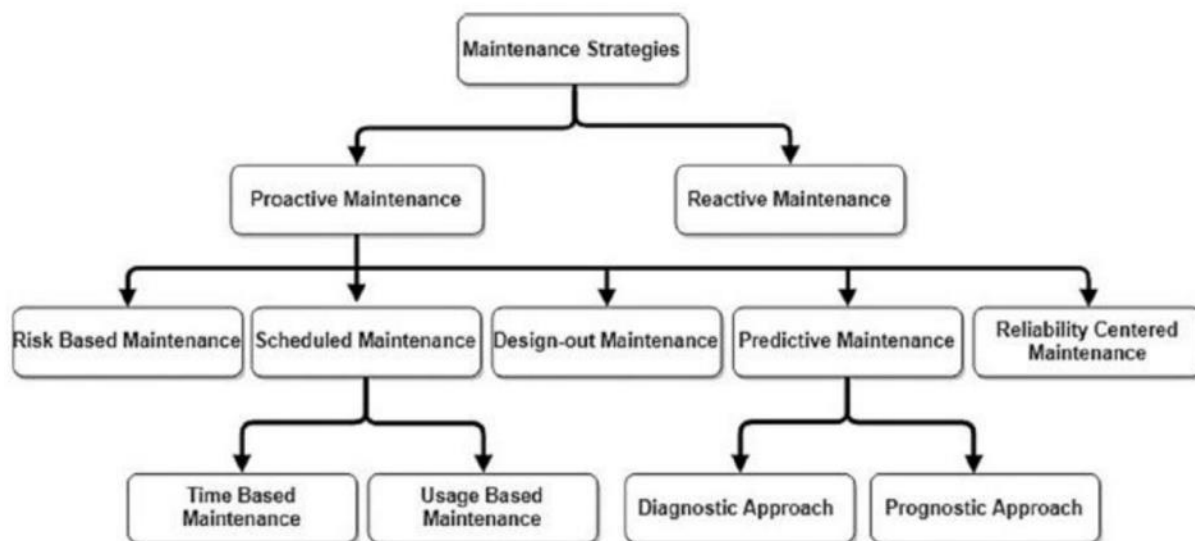 Maintenance Strategies
Proactive Maintenance
Reactive Maintenance
Risk Based Maintenance
Scheduled Maintenance
Design-out Maintenance
Predictive Maintenance
Reliability Centered
Maintenance
Time Based
Maintenance
Usage Based
Maintenance
Diagnostic Approach
Prognostic Approach